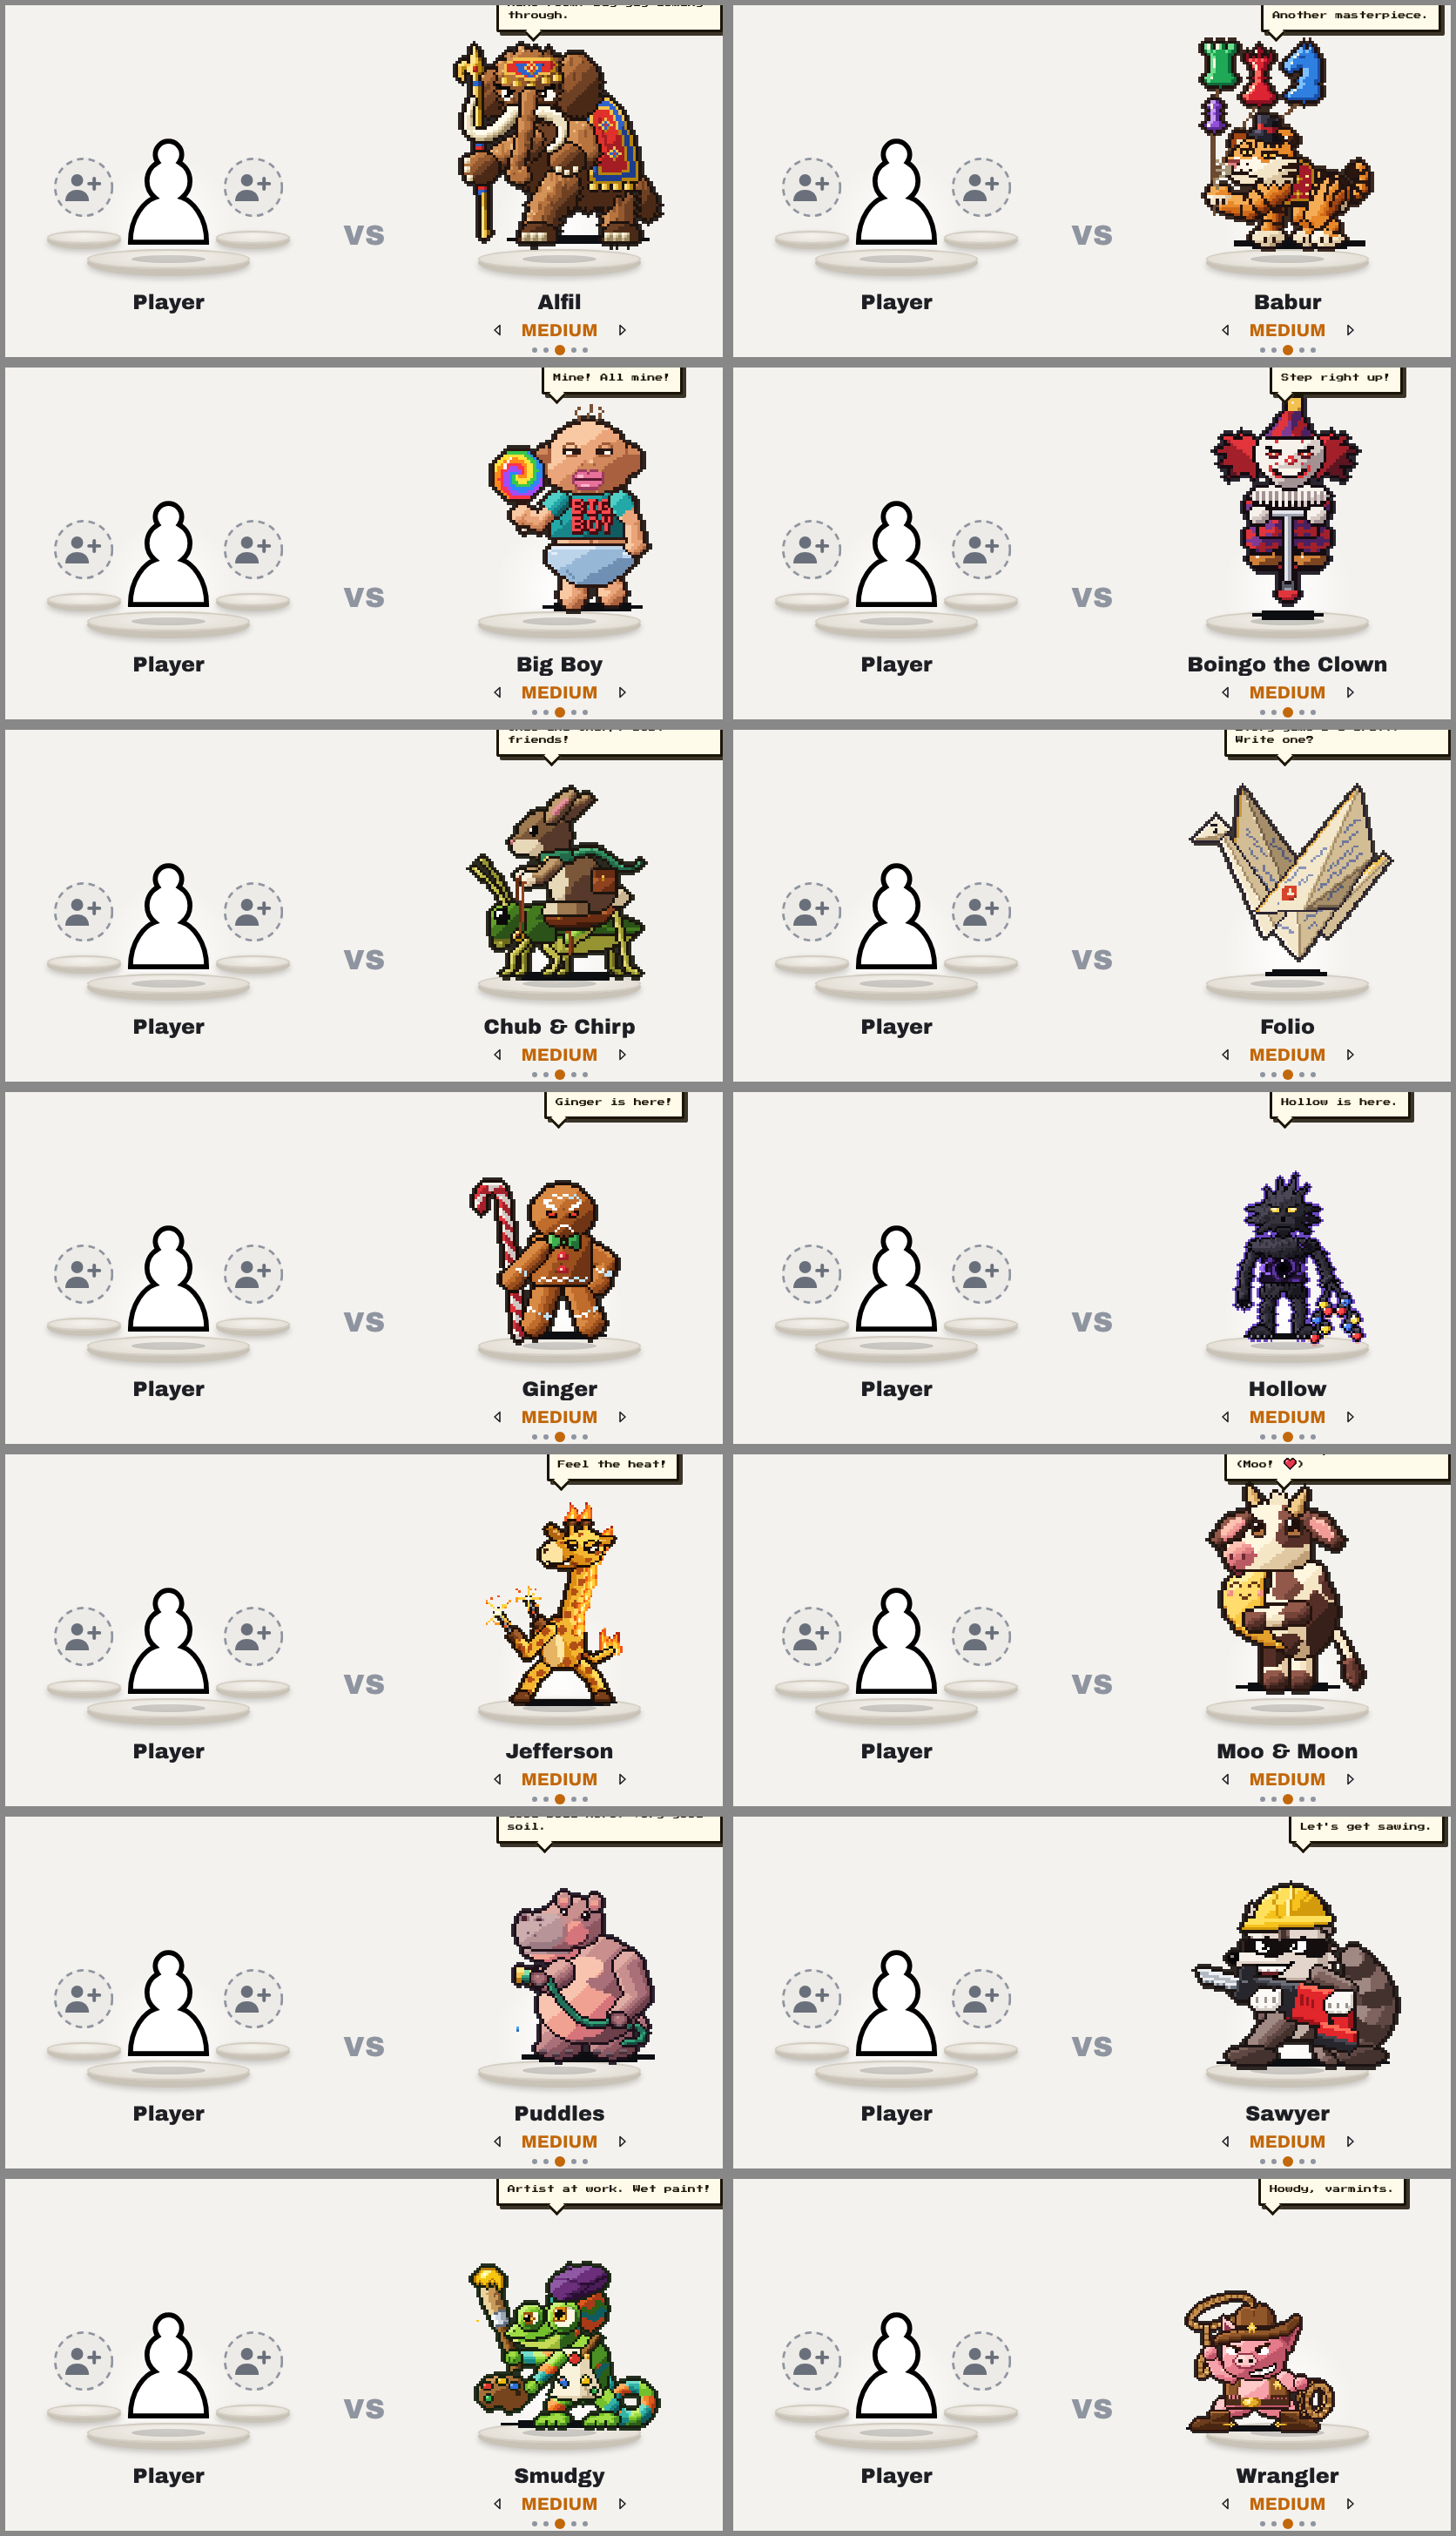 through.
Player
VS
Alfil
MEDIUM
Another masterpiece.
Player
VS
Babur
MEDIUM
Mine! All mine!
BIG
BOY
Player
VS
Big Boy
MEDIUM
Step right up!
Player
VS
Boingo the Clown
MEDIUM
friends!
Player
VS
Chub & Chirp
MEDIUM
Write one?
Player
VS
Folio
MEDIUM
Ginger is here!
Player
VS
Ginger
MEDIUM
Hollow is here.
Player
VS
Hollow
MEDIUM
Feel the heat!
Player
VS
Jefferson
MEDIUM
(Moo! ❤)
Player
VS
Moo & Moon
MEDIUM
soil.
Player
VS
Puddles
MEDIUM
Let's get sawing.
Player
VS
Sawyer
MEDIUM
Artist at work. Wet paint!
Player
VS
Smudgy
MEDIUM
Howdy, varmints.
Player
VS
Wrangler
MEDIUM